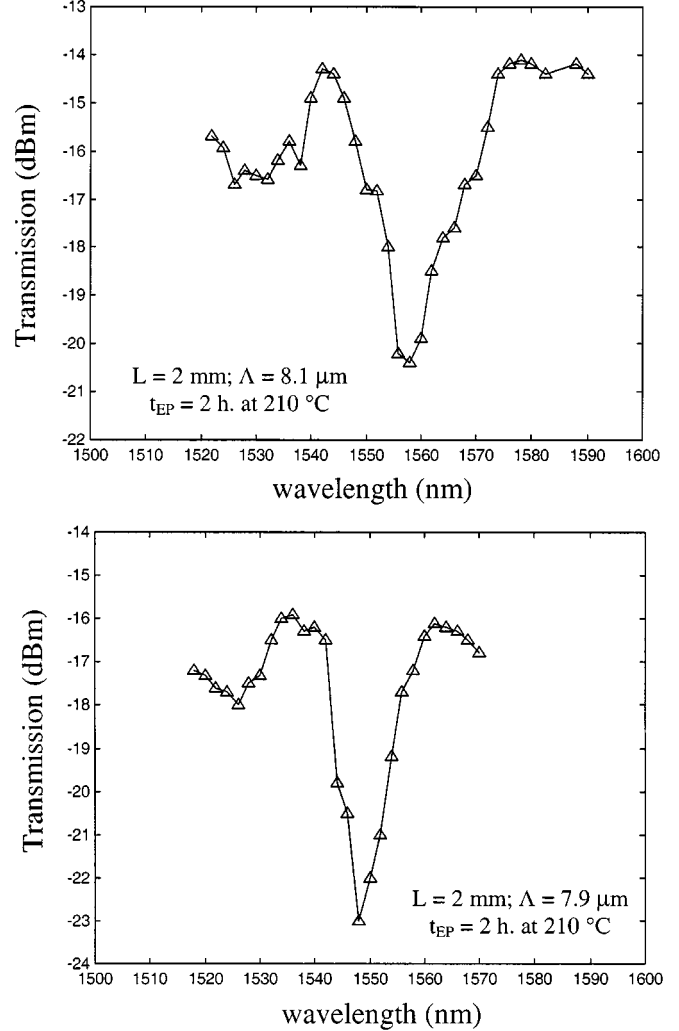 -13
-14
-15
-16
-17
-18
-19
-20
-21
-22
Transmission (dBm)
L = 2 mm; Λ = 8.1 μm
tEP = 2 h. at 210 °C
1500 1510 1520 1530 1540 1550 1560 1570 1580 1590 1600
wavelength (nm)
-14
-15
-16
-17
-18
-19
-20
-21
-22
-23
-24
Transmission (dBm)
L = 2 mm; Λ = 7.9 μm
tEP = 2 h. at 210 °C
1500 1510 1520 1530 1540 1550 1560 1570 1580 1590 1600
wavelength (nm)